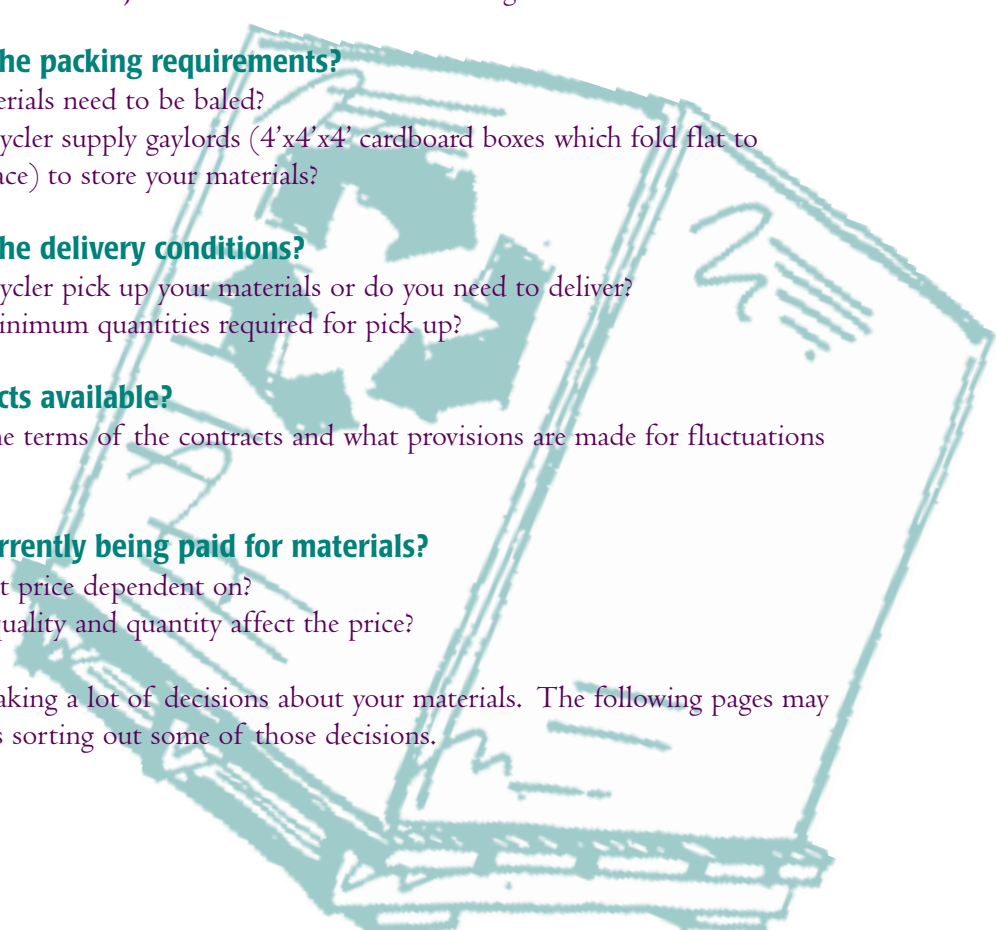 he packing requirements?
erials need to be baled?
ycler supply gaylords (4’x4’x4’ cardboard boxes which fold flat to
ace) to store your materials?
he delivery conditions?
ycler pick up your materials or do you need to deliver?
inimum quantities required for pick up?
cts available?
he terms of the contracts and what provisions are made for fluctuations
rrently being paid for materials?
t price dependent on?
quality and quantity affect the price?
aking a lot of decisions about your materials. The following pages may
s sorting out some of those decisions.